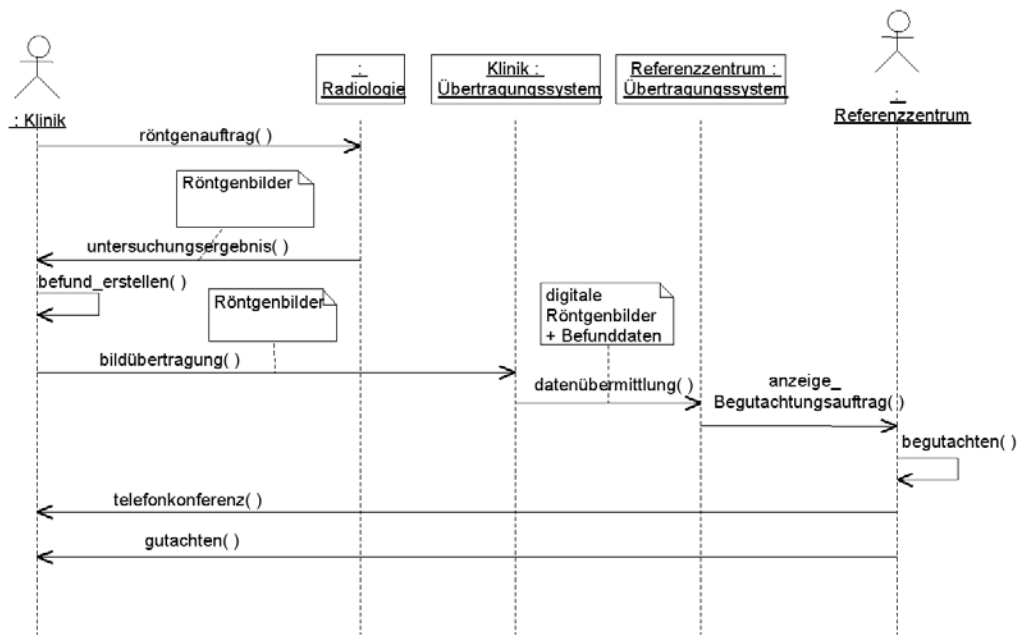 : Klinik
:
Radiologie
Klinik :
Übertragungssystem
Referenzzentrum :
Übertragungssystem
:
Referenzzentrum
röntgenauftrag( )
Röntgenbilder
untersuchungsergebnis( )
befund_erstellen( )
Röntgenbilder
digitale
Röntgenbilder
+ Befunddaten
bildübertragung( )
datenübermittlung( )
anzeige_
Begutachtungsauftrag( )
begutachten( )
telefonkonferenz( )
gutachten( )